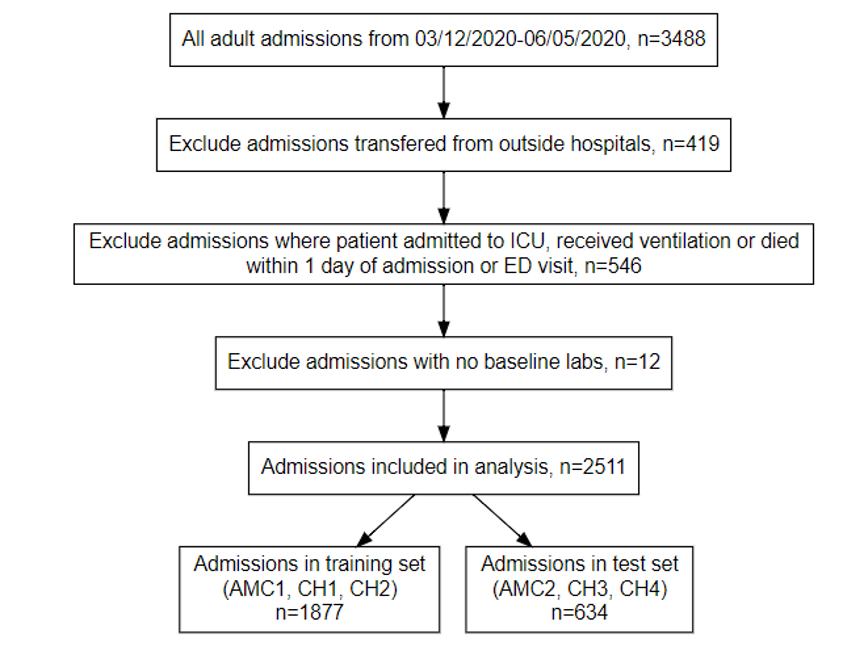 All adult admissions from 03/12/2020-06/05/2020, n=3488
Exclude admissions transfered from outside hospitals, n=419
Exclude admissions where patient admitted to ICU, received ventilation or died
within 1 day of admission or ED visit, n=546
Exclude admissions with no baseline labs, n=12
Admissions included in analysis, n=2511
Admissions in training set
(AMC1, CH1, CH2)
n=1877
Admissions in test set
(AMC2, CH3, CH4)
n=634